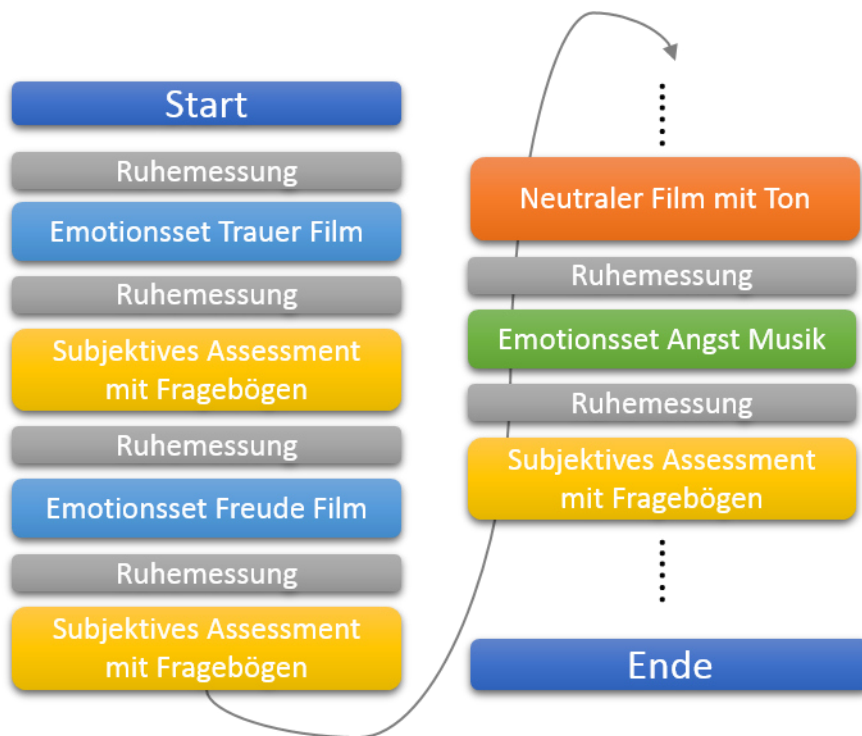 Start
Ruhemessung
Emotionsset Trauer Film
Ruhemessung
Subjektives Assessment
mit Fragebögen
Ruhemessung
Emotionsset Freude Film
Ruhemessung
Subjektives Assessment
mit Fragebögen
Neutraler Film mit Ton
Ruhemessung
Emotionsset Angst Musik
Ruhemessung
Subjektives Assessment
mit Fragebögen
Ende